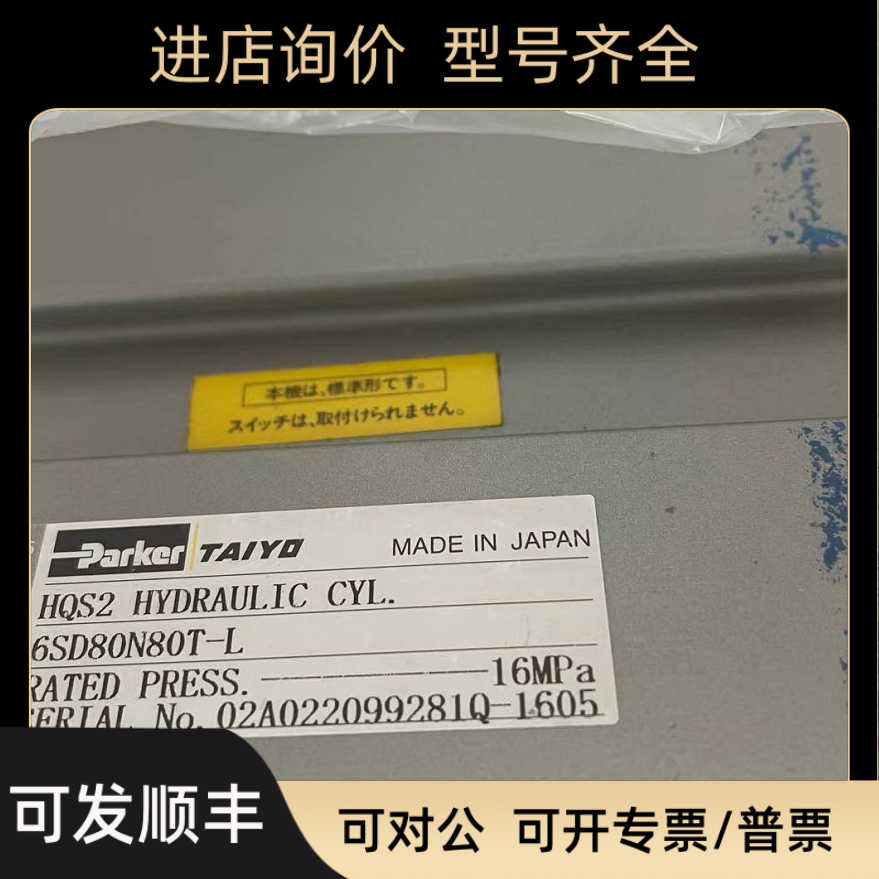 进店询价 型号齐全
本機は、標準形です。
スイッチは、取付けられません。
Parker TAIYO MADE IN JAPAN
HQS2 HYDRAULIC CYL.
6SD80N80T-L
RATED PRESS. 16MPa
SERIAL No. 02A022099281Q-1605
可发顺丰
可对公 可开专票/普票